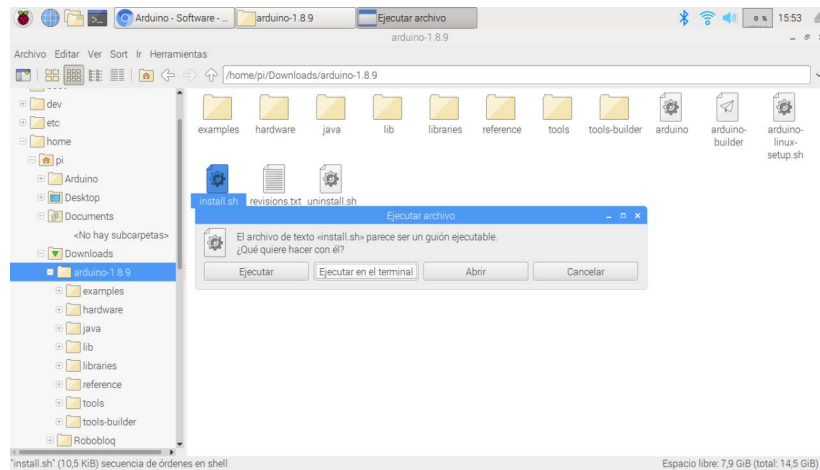 Arduino - Software - ...
arduino-1.8.9
Ejecutar archivo
0 %
15:53
arduino-1.8.9
Archivo Editar Ver Sort Ir Herramientas
/home/pi/Downloads/arduino-1.8.9
dev
etc
home
pi
Arduino
Desktop
Documents
<No hay subcarpetas>
Downloads
arduino-1.8.9
examples
hardware
java
lib
libraries
reference
tools
tools-builder
Robobloq
examples hardware java lib libraries reference tools tools-builder arduino arduino-builder arduino-linux-setup.sh
install.sh revisions.txt uninstall.sh
Ejecutar archivo
El archivo de texto «install.sh» parece ser un guión ejecutable.
¿Qué quiere hacer con él?
Ejecutar Ejecutar en el terminal Abrir Cancelar
"install.sh" (10,5 KiB) secuencia de órdenes en shell
Espacio libre: 7,9 GiB (total: 14,5 GiB)